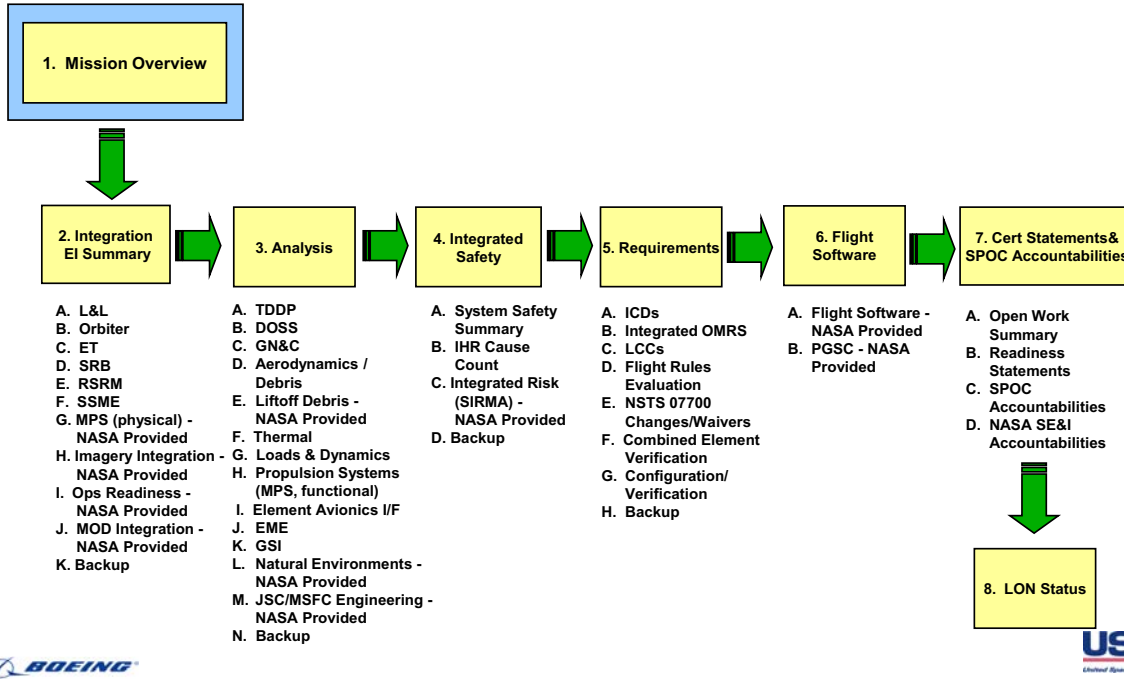 1. Mission Overview
2. Integration
EI Summary
3. Analysis
4. Integrated
Safety
5. Requirements
6. Flight
Software
7. Cert Statements&
SPOC Accountabilities
A. L&L
B. Orbiter
C. ET
D. SRB
E. RSRM
F. SSME
G. MPS (physical) -
NASA Provided
H. Imagery Integration -
NASA Provided
I. Ops Readiness -
NASA Provided
J. MOD Integration -
NASA Provided
K. Backup
A. TDDP
B. DOSS
C. GN&C
D. Aerodynamics /
Debris
E. Liftoff Debris -
NASA Provided
F. Thermal
G. Loads & Dynamics
H. Propulsion Systems
(MPS, functional)
I. Element Avionics I/F
J. EME
K. GSI
L. Natural Environments -
NASA Provided
M. JSC/MSFC Engineering -
NASA Provided
N. Backup
A. System Safety
Summary
B. IHR Cause
Count
C. Integrated Risk
(SIRMA) -
NASA Provided
D. Backup
A. ICDs
B. Integrated OMRS
C. LCCs
D. Flight Rules
Evaluation
E. NSTS 07700
Changes/Waivers
F. Combined Element
Verification
G. Configuration/
Verification
H. Backup
A. Flight Software -
NASA Provided
B. PGSC - NASA
Provided
A. Open Work
Summary
B. Readiness
Statements
C. SPOC
Accountabilities
D. NASA SE&I
Accountabilities
8. LON Status
BOEING
US
United Spa